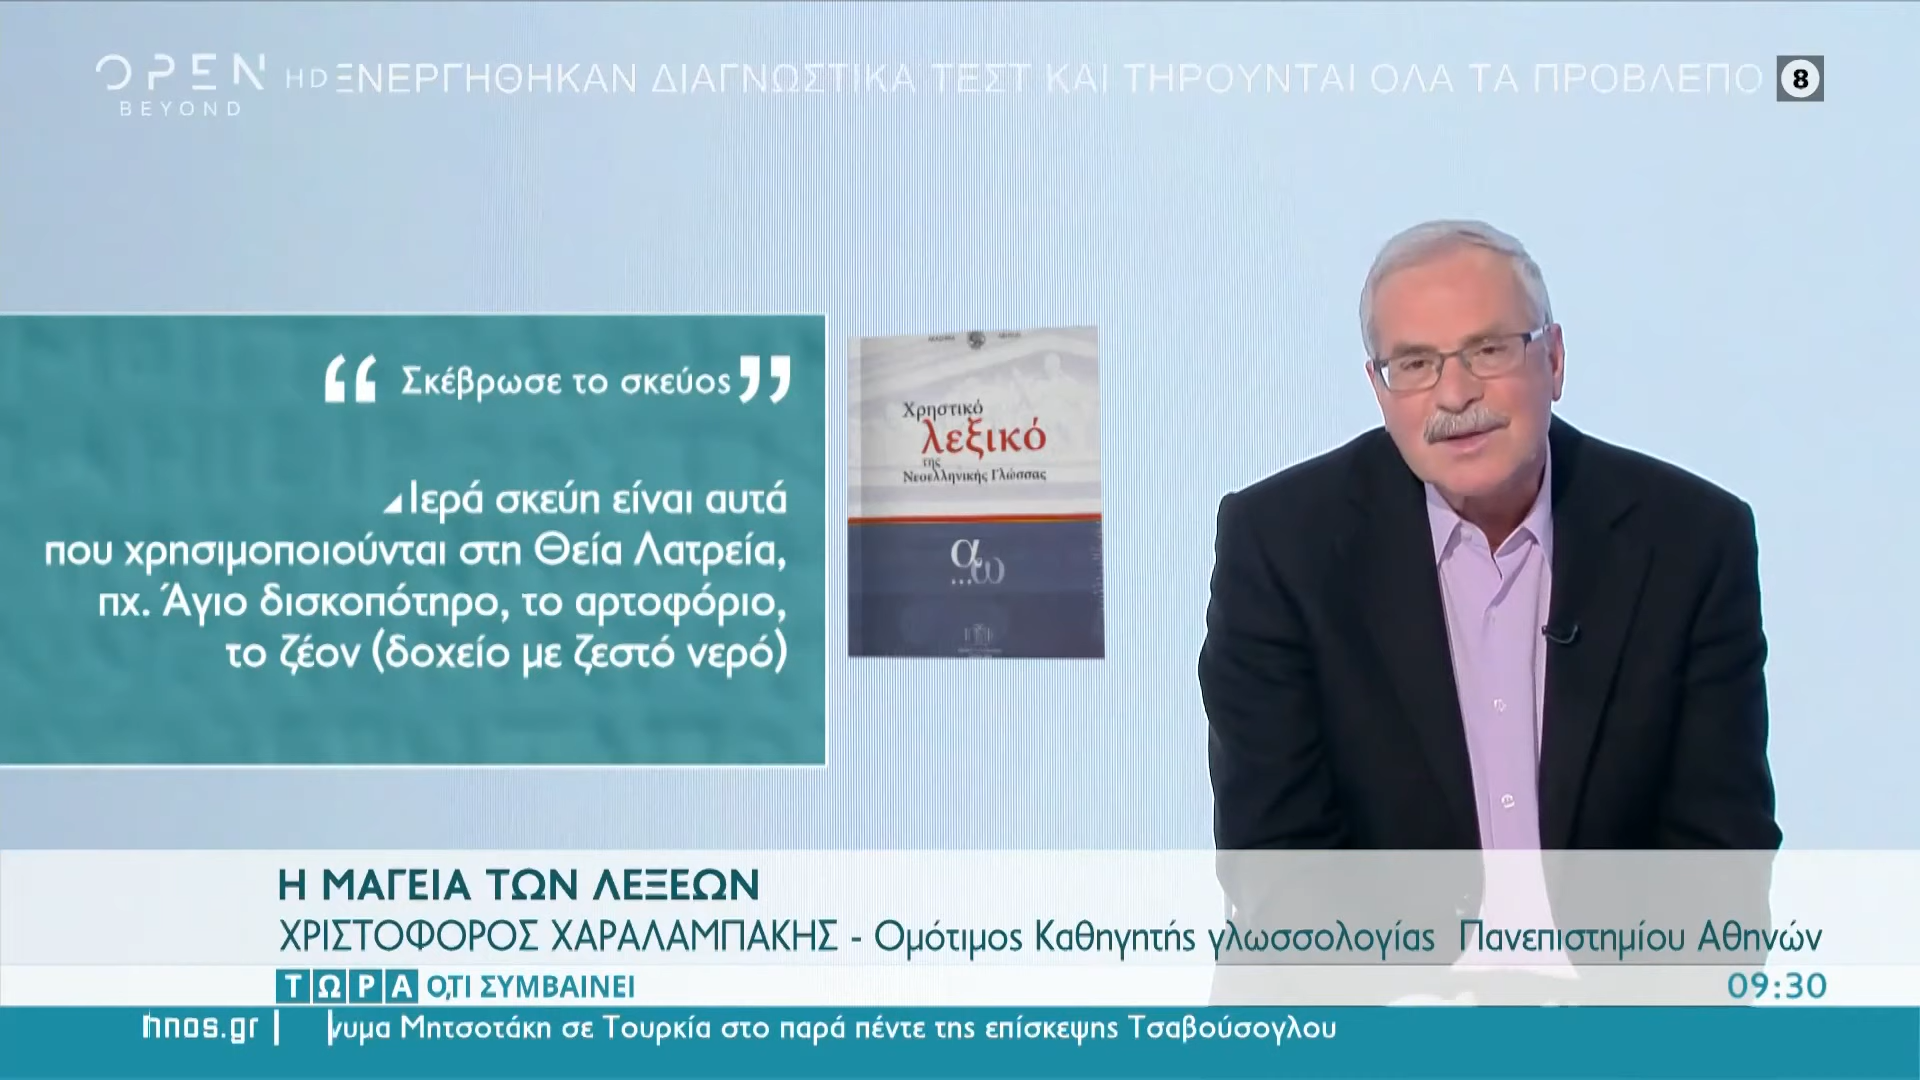 OPEN HD
BEYOND
ΕΝΕΡΓΗΘΗΚΑΝ ΔΙΑΓΝΩΣΤΙΚΑ ΤΕΣΤ ΚΑΙ ΤΗΡΟΥΝΤΑΙ ΟΛΑ ΤΑ ΠΡΟΒΛΕΠΟ
8
“ Σκέβρωσε το σκεύος ”
Ιερά σκεύη είναι αυτά
που χρησιμοποιούνται στη Θεία Λατρεία,
πχ. Άγιο δισκοπότηρο, το αρτοφόριο,
το ζέον (δοχείο με ζεστό νερό)
Χρηστικό
λεξικό
της
Νεοελληνικής Γλώσσας
α...ω
Η ΜΑΓΕΙΑ ΤΩΝ ΛΕΞΕΩΝ
ΧΡΙΣΤΟΦΟΡΟΣ ΧΑΡΑΛΑΜΠΑΚΗΣ - Ομότιμος Καθηγητής γλωσσολογίας Πανεπιστημίου Αθηνών
ΤΩΡΑ Ο,ΤΙ ΣΥΜΒΑΙΝΕΙ
09:30
hnos.gr | νυμα Μητσοτάκη σε Τουρκία στο παρά πέντε της επίσκεψης Τσαβούσογλου